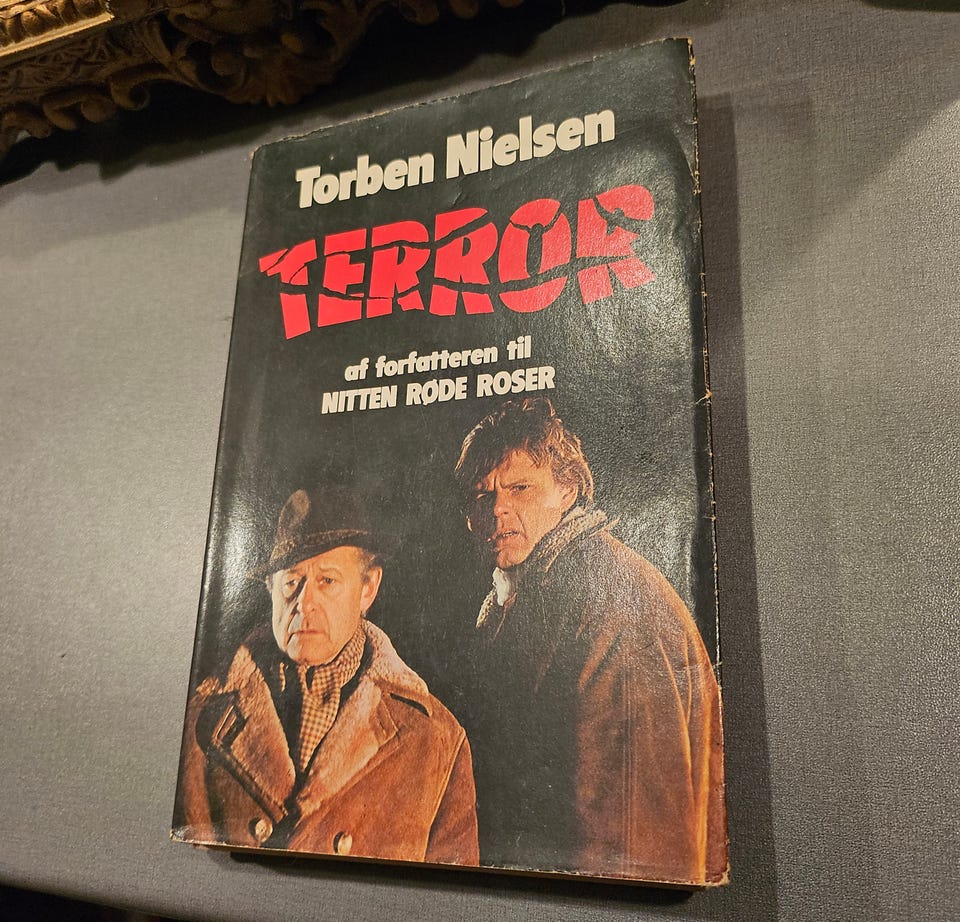 Torben Nielsen
TERROR
af forfatteren til
NITTEN RØDE ROSER